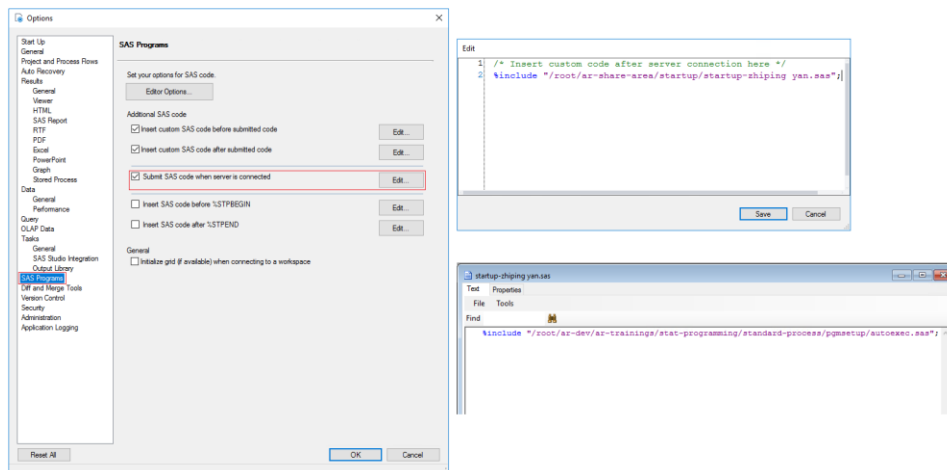 Options
Start Up
General
Project and Process Flows
Auto Recovery
Results
General
Viewer
HTML
SAS Report
RTF
PDF
Excel
PowerPoint
Graph
Stored Process
Data
General
Performance
Query
OLAP Data
Tasks
General
SAS Studio Integration
Output Library
SAS Programs
Diff and Merge Tools
Version Control
Security
Administration
Application Logging
Reset All
SAS Programs
Set your options for SAS code.
Editor Options...
Additional SAS code
Insert custom SAS code before submitted code
Edit...
Insert custom SAS code after submitted code
Edit...
Submit SAS code when server is connected
Edit...
Insert SAS code before %STPBEGIN
Edit...
Insert SAS code after %STPEND
Edit...
General
Initialize grid (if available) when connecting to a workspace
OK
Cancel
Edit
1 /* Insert custom code after server connection here */
2 %include "/root/ar-share-area/startup/startup-zhiping yan.sas";
Save
Cancel
startup-zhiping yan.sas
Text Properties
File Tools
Find
%include "/root/ar-dev/ar-trainings/stat-programming/standard-process/pgmsetup/autoexec.sas";